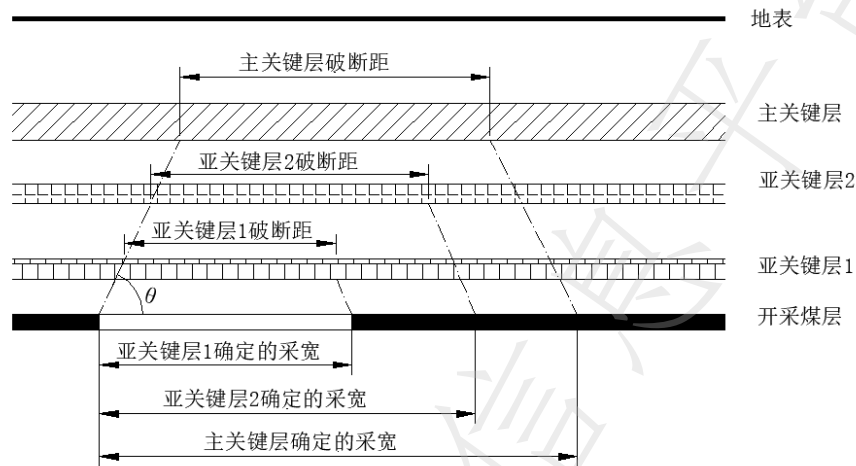 地表
主关键层破断距
主关键层
亚关键层2破断距
亚关键层2
亚关键层1破断距
亚关键层1
θ
开采煤层
亚关键层1确定的采宽
亚关键层2确定的采宽
主关键层确定的采宽
信息平